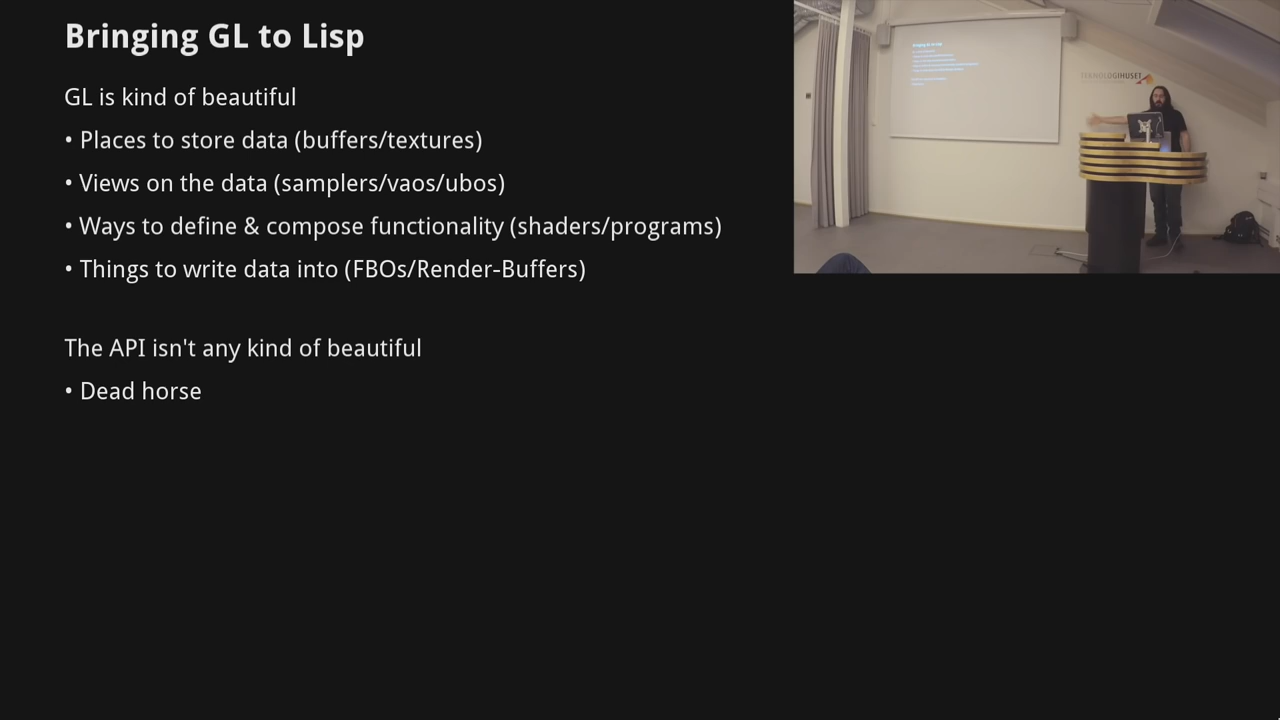 Bringing GL to Lisp
GL is kind of beautiful
• Places to store data (buffers/textures)
• Views on the data (samplers/vaos/ubos)
• Ways to define & compose functionality (shaders/programs)
• Things to write data into (FBOs/Render-Buffers)
The API isn't any kind of beautiful
• Dead horse
TEKNOLOGIHUSET